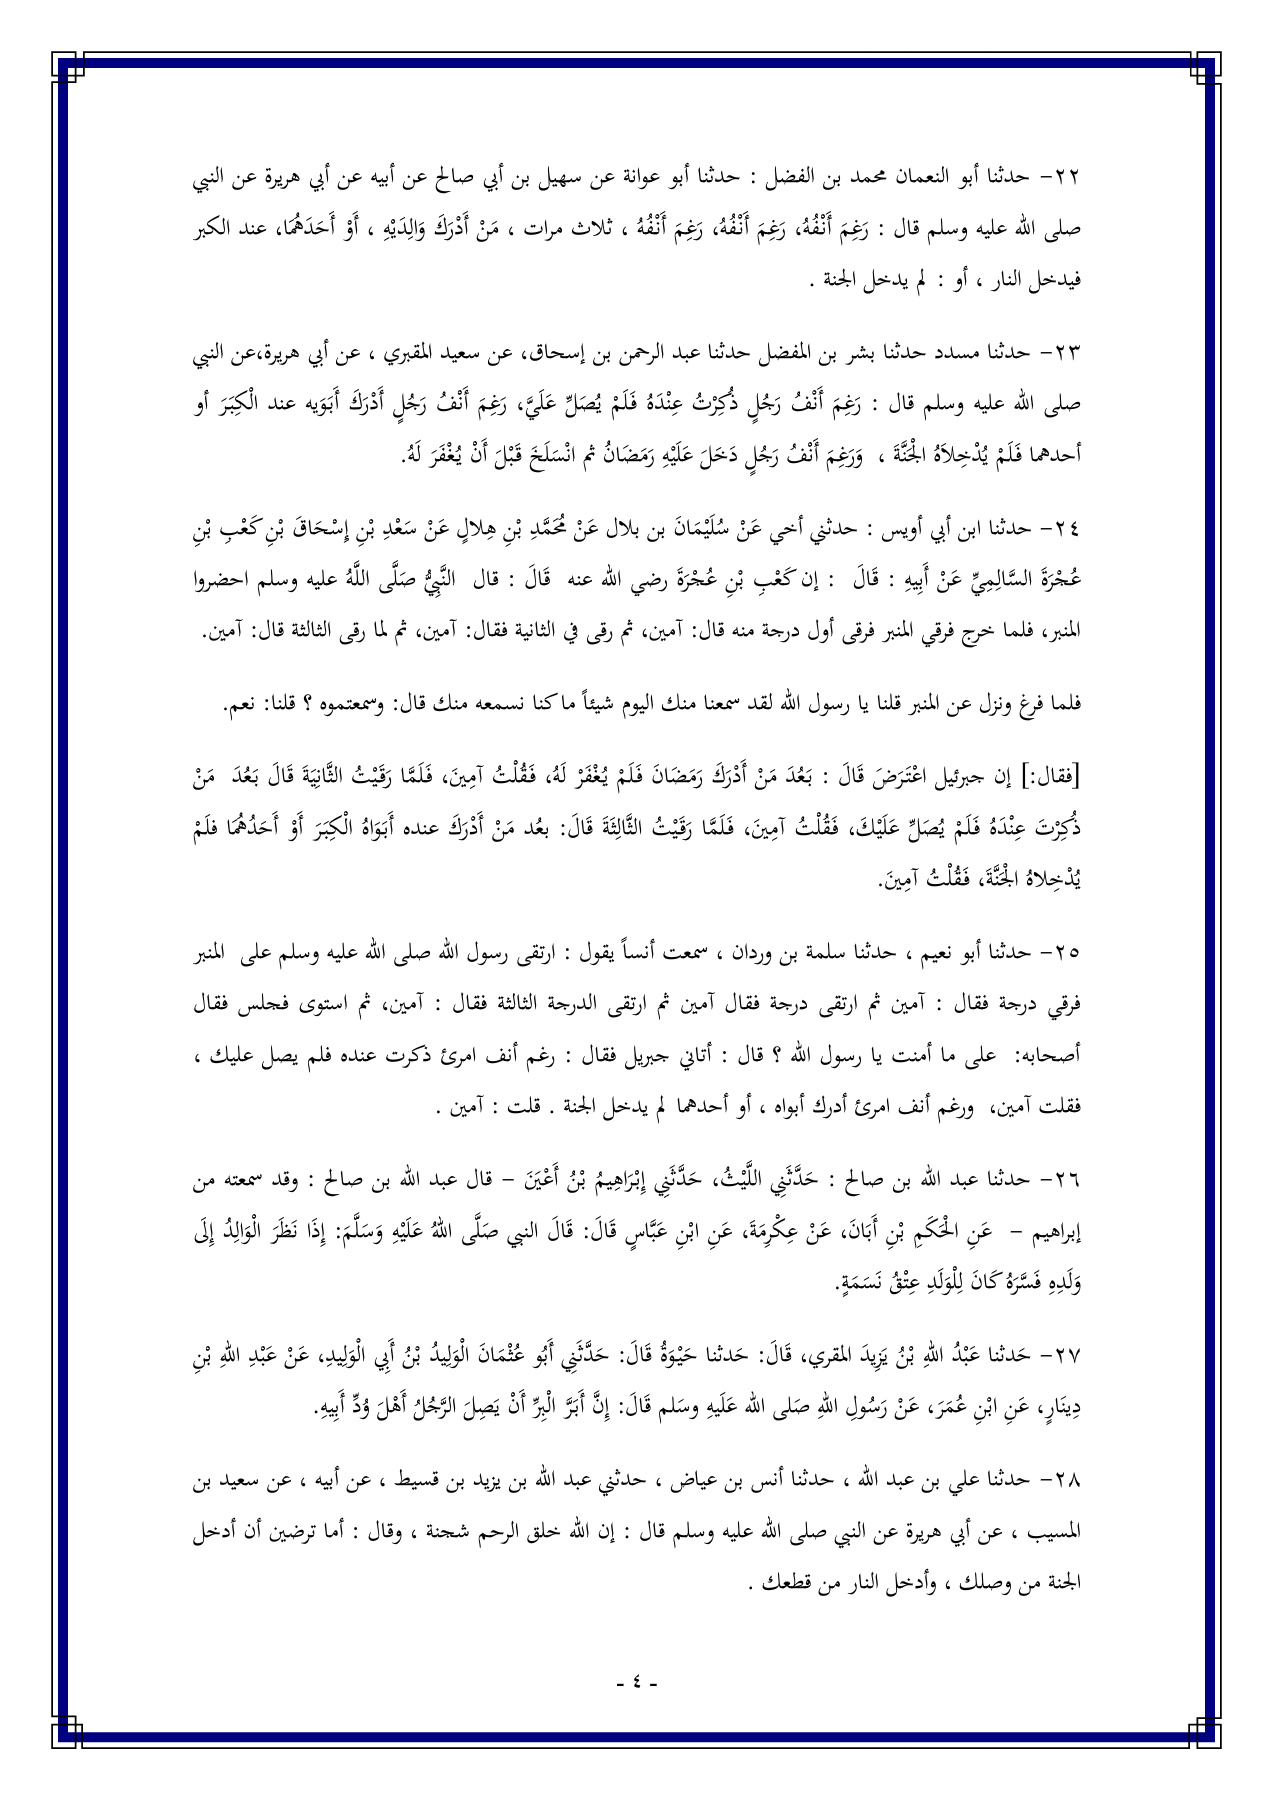 ٢٢- حدثنا أبو النعمان محمد بن الفضل : حدثنا أبو عوانة عن سهيل بن أبي صالح عن أبيه عن أبي هريرة عن النبي
صلى الله عليه وسلم قال : رَغِمَ أَنْفُهُ، رَغِمَ أَنْفُهُ، رَغِمَ أَنْفُهُ ، ثلاث مرات ، مَنْ أَدْرَكَ وَالِدَيْهِ ، أَوْ أَحَدَهُمَا، عند الكبر
فيدخل النار ، أو : لم يدخل الجنة .
٢٣- حدثنا مسدد حدثنا بشر بن المفضل حدثنا عبد الرحمن بن إسحاق، عن سعيد المقبري ، عن أبي هريرة،عن النبي
صلى الله عليه وسلم قال : رَغِمَ أَنْفُ رَجُلٍ ذُكِرْتُ عِنْدَهُ فَلَمْ يُصَلِّ عَلَيَّ، رَغِمَ أَنْفُ رَجُلٍ أَدْرَكَ أَبَوَيه عند الْكِبَرَ أو
أحدهما فَلَمْ يُدْخِلاَهُ الْجَنَّةَ ، وَرَغِمَ أَنْفُ رَجُلٍ دَخَلَ عَلَيْهِ رَمَضَانُ ثم انْسَلَخَ قَبْلَ أَنْ يُغْفَرَ لَهُ.
٢٤- حدثنا ابن أبي أويس : حدثني أخي عَنْ سُلَيْمَانَ بن بلال عَنْ مُحَمَّدِ بْنِ هِلالٍ عَنْ سَعْدِ بْنِ إِسْحَاقَ بْنِ كَعْبِ بْنِ
عُجْرَةَ السَّالِمِيِّ عَنْ أَبِيهِ : قَالَ : إن كَعْبِ بْنِ عُجْرَةَ رضي الله عنه قَالَ : قال النَّبِيُّ صَلَّى اللَّهُ عليه وسلم احضروا
المنبر، فلما خرج فرقي المنبر فرقى أول درجة منه قال: آمين، ثم رقى في الثانية فقال: آمين، ثم لما رقى الثالثة قال: آمين.
فلما فرغ ونزل عن المنبر قلنا يا رسول الله لقد سمعنا منك اليوم شيئاً ما كنا نسمعه منك قال: وسمعتموه ؟ قلنا: نعم.
[فقال:] إن جبرئيل اعْتَرَضَ قَالَ : بَعُدَ مَنْ أَدْرَكَ رَمَضَانَ فَلَمْ يُغْفَرْ لَهُ، فَقُلْتُ آمِينَ، فَلَمَّا رَقَيْتُ الثَّانِيَةَ قَالَ بَعُدَ مَنْ
ذُكِرْتَ عِنْدَهُ فَلَمْ يُصَلِّ عَلَيْكَ، فَقُلْتُ آمِينَ، فَلَمَّا رَقَيْتُ الثَّالِثَةَ قَالَ: بعُد مَنْ أَدْرَكَ عنده أَبَوَاهُ الْكِبَرَ أَوْ أَحَدُهُمَا فلَمْ
يُدْخِلاهُ الْجَنَّةَ، فَقُلْتُ آمِينَ.
٢٥- حدثنا أبو نعيم ، حدثنا سلمة بن وردان ، سمعت أنساً يقول : ارتقى رسول الله صلى الله عليه وسلم على المنبر
فرقي درجة فقال : آمين ثم ارتقى درجة فقال آمين ثم ارتقى الدرجة الثالثة فقال : آمين، ثم استوى فجلس فقال
أصحابه: على ما أمنت يا رسول الله ؟ قال : أتاني جبريل فقال : رغم أنف امرئ ذكرت عنده فلم يصل عليك ،
فقلت آمين، ورغم أنف امرئ أدرك أبواه ، أو أحدهما لم يدخل الجنة . قلت : آمين .
٢٦- حدثنا عبد الله بن صالح : حَدَّثَنِي اللَّيْثُ، حَدَّثَنِي إِبْرَاهِيمُ بْنُ أَعْيَنَ – قال عبد الله بن صالح : وقد سمعته من
إبراهيم – عَنِ الْحَكَمِ بْنِ أَبَانَ، عَنْ عِكْرِمَةَ، عَنِ ابْنِ عَبَّاسٍ قَالَ: قَالَ النبي صَلَّى اللهُ عَلَيْهِ وَسَلَّمَ: إِذَا نَظَرَ الْوَالِدُ إِلَى
وَلَدِهِ فَسَّرَهُ كَانَ لِلْوَلَدِ عِتْقُ نَسَمَةٍ.
٢٧- حَدثنا عَبْدُ اللهِ بْنُ يَزِيدَ المقري، قَالَ: حَدثنا حَيْوَةُ قَالَ: حَدَّثَنِي أَبُو عُثْمَانَ الْوَلِيدُ بْنُ أَبِي الْوَلِيدِ، عَنْ عَبْدِ اللهِ بْنِ
دِينَارٍ، عَنِ ابْنِ عُمَرَ، عَنْ رَسُولِ اللهِ صَلى الله عَلَيهِ وسَلم قَالَ: إِنَّ أَبَرَّ الْبِرِّ أَنْ يَصِلَ الرَّجُلُ أَهْلَ وُدِّ أَبِيهِ.
٢٨- حدثنا علي بن عبد الله ، حدثنا أنس بن عياض ، حدثني عبد الله بن يزيد بن قسيط ، عن أبيه ، عن سعيد بن
المسيب ، عن أبي هريرة عن النبي صلى الله عليه وسلم قال : إن الله خلق الرحم شجنة ، وقال : أما ترضين أن أدخل
الجنة من وصلك ، وأدخل النار من قطعك .
- ٤ -